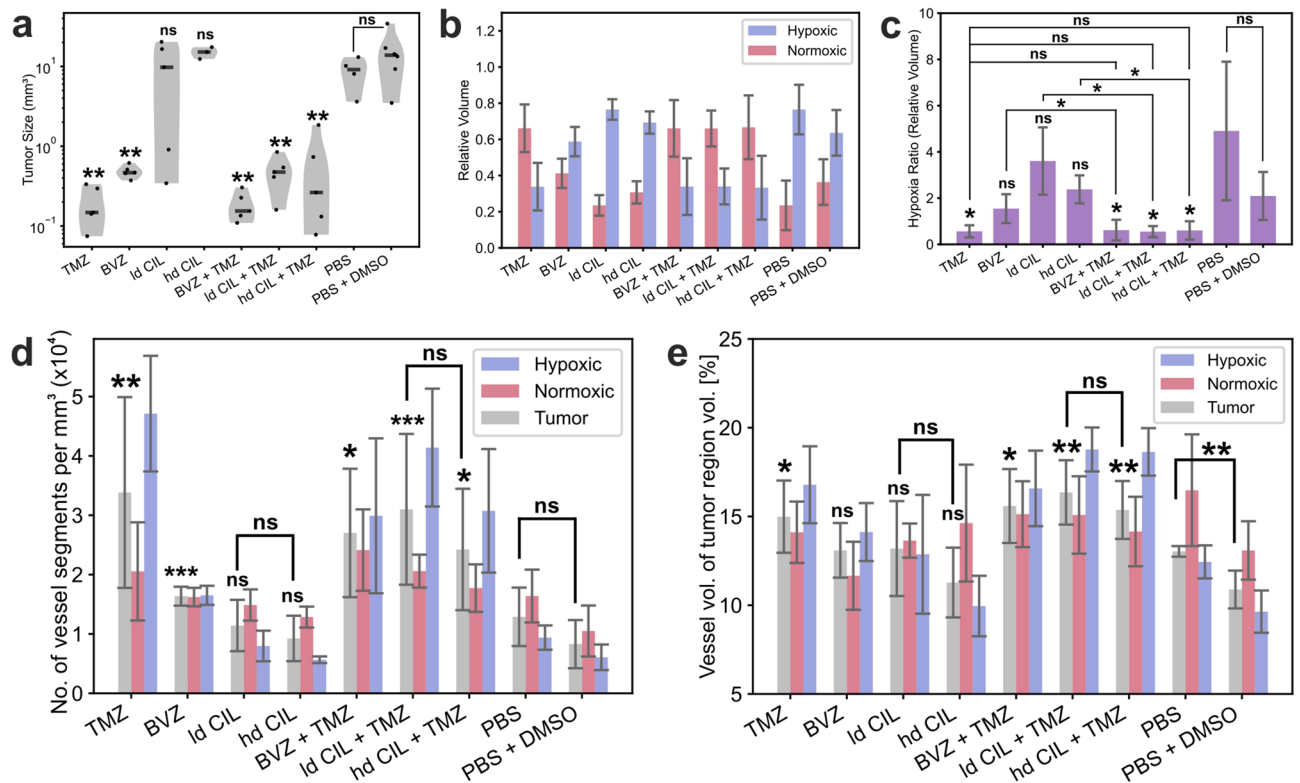 a
Tumor Size (mm³)
10¹
10⁰
10⁻¹
**
**
ns
ns
**
**
**
ns
TMZ
BVZ
ld CIL
hd CIL
BVZ + TMZ
ld CIL + TMZ
hd CIL + TMZ
PBS
PBS + DMSO
b
Relative Volume
1.2
1.0
0.8
0.6
0.4
0.2
0.0
Hypoxic
Normoxic
TMZ
BVZ
ld CIL
hd CIL
BVZ + TMZ
ld CIL + TMZ
hd CIL + TMZ
PBS
PBS + DMSO
c
Hypoxia Ratio (Relative Volume)
10
8
6
4
2
0
ns
ns
ns
ns
*
*
*
*
ns
ns
ns
*
*
*
TMZ
BVZ
ld CIL
hd CIL
BVZ + TMZ
ld CIL + TMZ
hd CIL + TMZ
PBS
PBS + DMSO
d
No. of vessel segments per mm³ (x10⁴)
5
4
3
2
1
0
Hypoxic
Normoxic
Tumor
**
***
ns
ns
ns
*
***
ns
*
ns
TMZ
BVZ
ld CIL
hd CIL
BVZ + TMZ
ld CIL + TMZ
hd CIL + TMZ
PBS
PBS + DMSO
e
Vessel vol. of tumor region vol. [%]
25
20
15
10
5
Hypoxic
Normoxic
Tumor
*
ns
ns
ns
ns
*
**
ns
**
**
TMZ
BVZ
ld CIL
hd CIL
BVZ + TMZ
ld CIL + TMZ
hd CIL + TMZ
PBS
PBS + DMSO